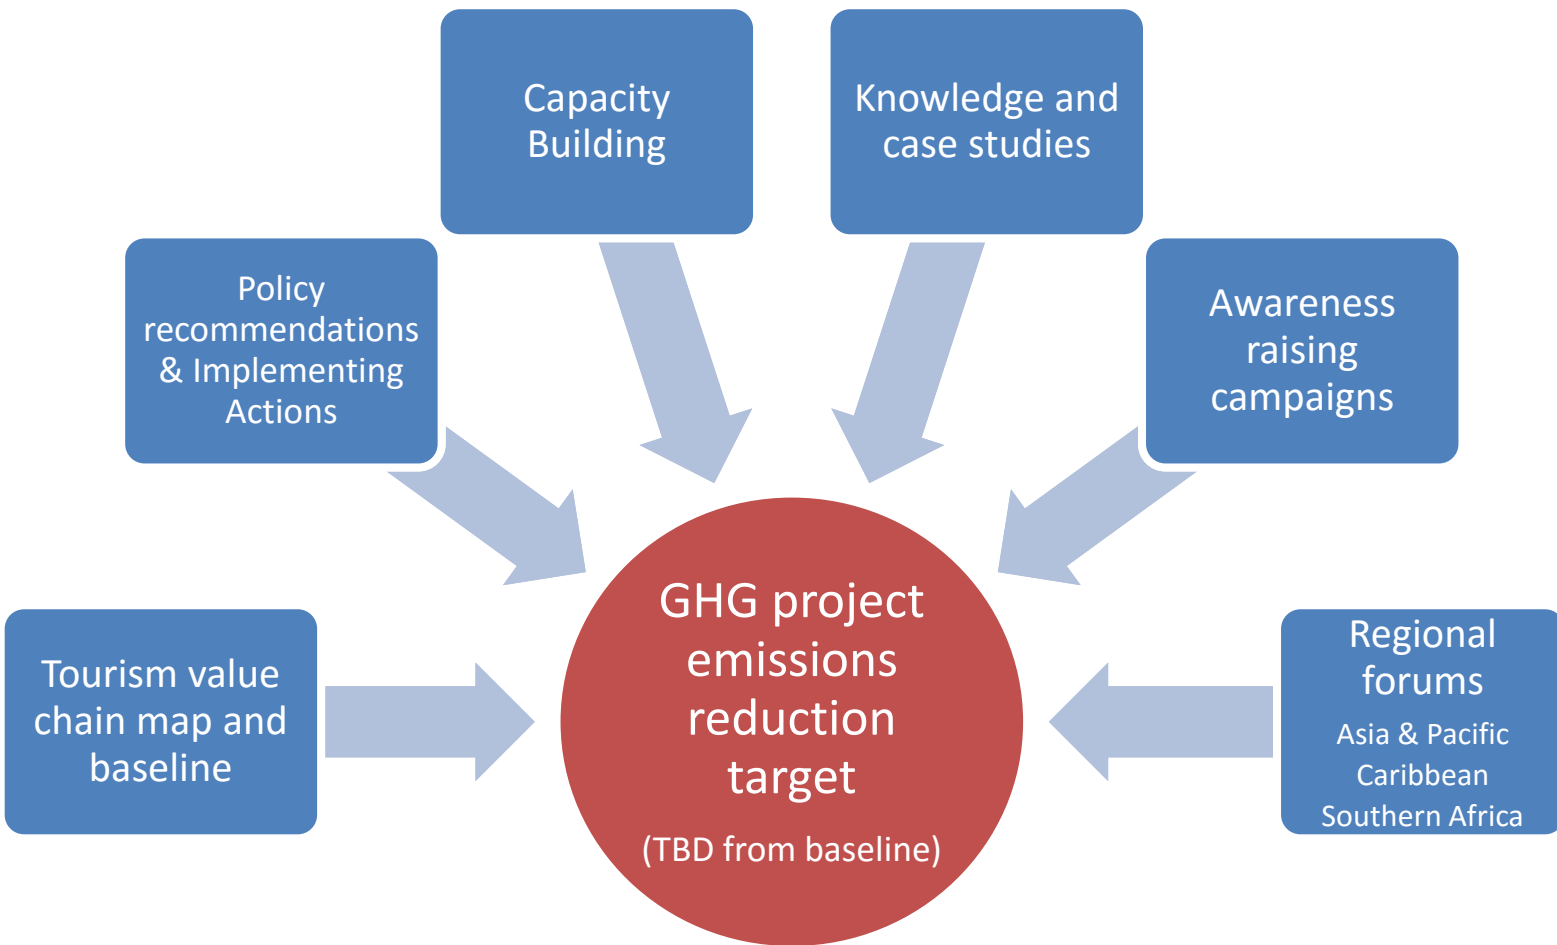 Capacity
Building
Knowledge and
case studies
Policy
recommendations
& Implementing
Actions
Awareness
raising
campaigns
Tourism value
chain map and
baseline
GHG project
emissions
reduction
target
(TBD from baseline)
Regional
forums
Asia & Pacific
Caribbean
Southern Africa